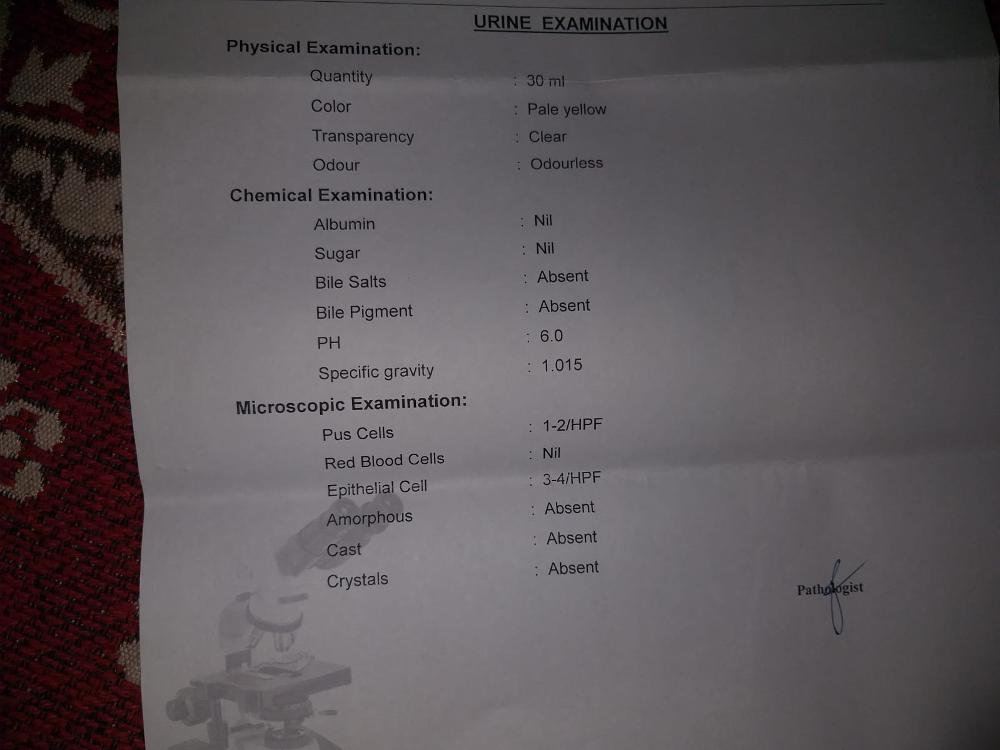 URINE EXAMINATION
Physical Examination:
Quantity : 30 ml
Color : Pale yellow
Transparency : Clear
Odour : Odourless
Chemical Examination:
Albumin : Nil
Sugar : Nil
Bile Salts : Absent
Bile Pigment : Absent
PH : 6.0
Specific gravity : 1.015
Microscopic Examination:
Pus Cells : 1-2/HPF
Red Blood Cells : Nil
Epithelial Cell : 3-4/HPF
Amorphous : Absent
Cast : Absent
Crystals : Absent
Pathologist